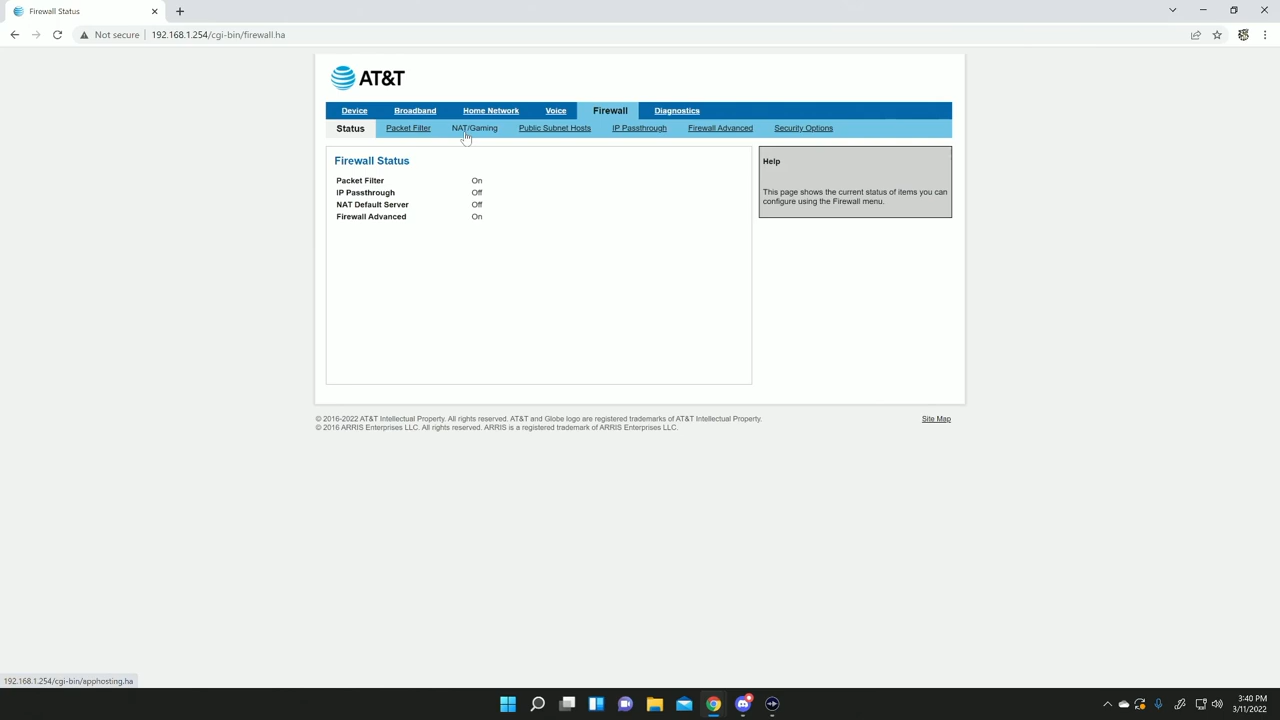 Firewall Status
Not secure
192.168.1.254/cgi-bin/firewall.ha
AT&T
Device Broadband Home Network Voice Firewall Diagnostics
Status Packet Filter NAT/Gaming Public Subnet Hosts IP Passthrough Firewall Advanced Security Options
Firewall Status
Packet Filter On
IP Passthrough Off
NAT Default Server Off
Firewall Advanced On
Help
This page shows the current status of items you can
configure using the Firewall menu.
© 2016-2022 AT&T Intellectual Property. All rights reserved. AT&T and Globe logo are registered trademarks of AT&T Intellectual Property.
© 2016 ARRIS Enterprises LLC. All rights reserved. ARRIS is a registered trademark of ARRIS Enterprises LLC.
Site Map
192.168.1.254/cgi-bin/apphosting.ha
3:40 PM
3/11/2022